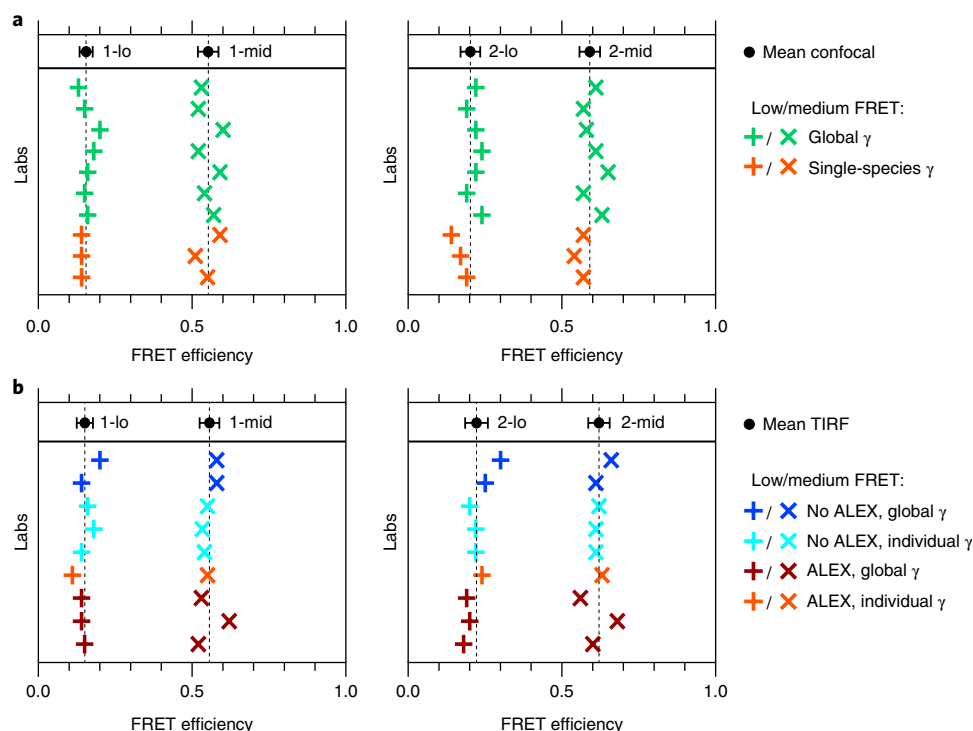 a
1-lo 1-mid 2-lo 2-mid Mean confocal
Low/medium FRET:
/ Global γ
/ Single-species γ
Labs Labs
0.0 0.5 1.0 0.0 0.5 1.0
FRET efficiency FRET efficiency
b
1-lo 1-mid 2-lo 2-mid Mean TIRF
Low/medium FRET:
/ No ALEX, global γ
/ No ALEX, individual γ
/ ALEX, global γ
/ ALEX, individual γ
Labs Labs
0.0 0.5 1.0 0.0 0.5 1.0
FRET efficiency FRET efficiency